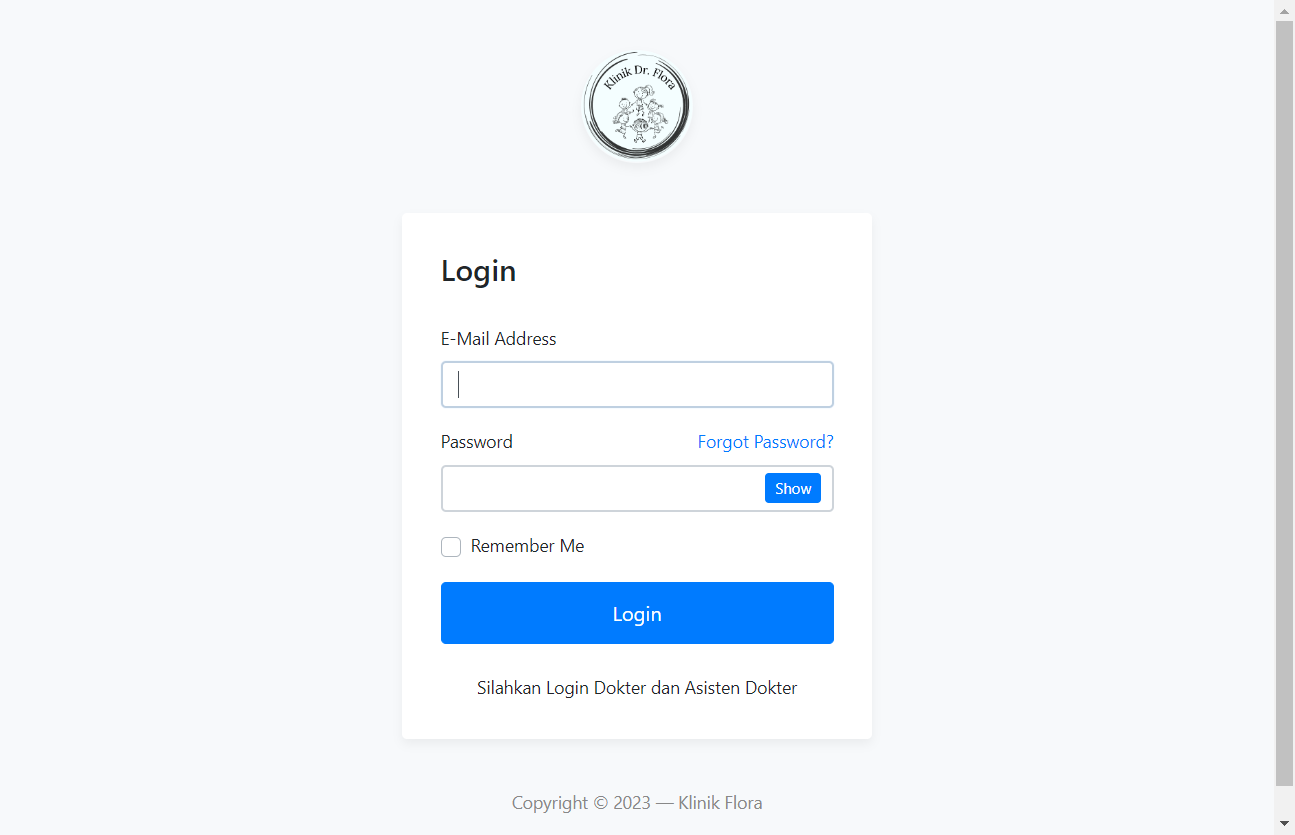 Klinik Dr. Flora
Login
E-Mail Address
Password Forgot Password?
Show
Remember Me
Login
Silahkan Login Dokter dan Asisten Dokter
Copyright © 2023 — Klinik Flora